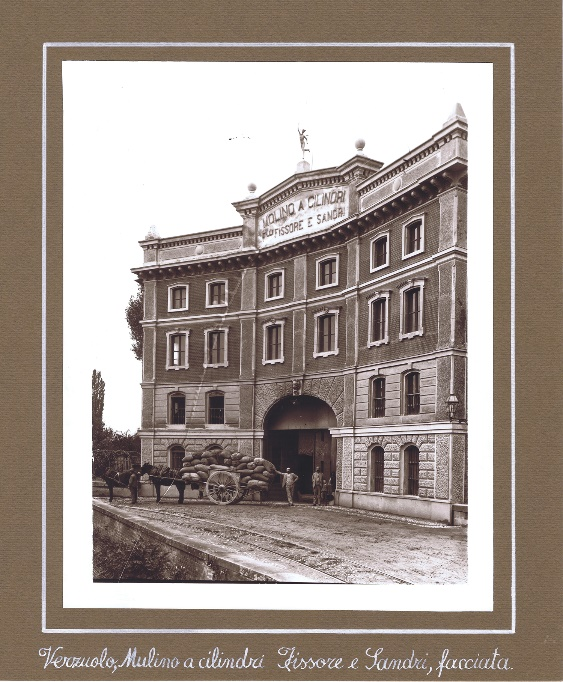 MOLINO A CILINDRI
FISSORE E SANDRI
Verzuolo, Mulino a cilindri Fissore e Sandri, facciata.